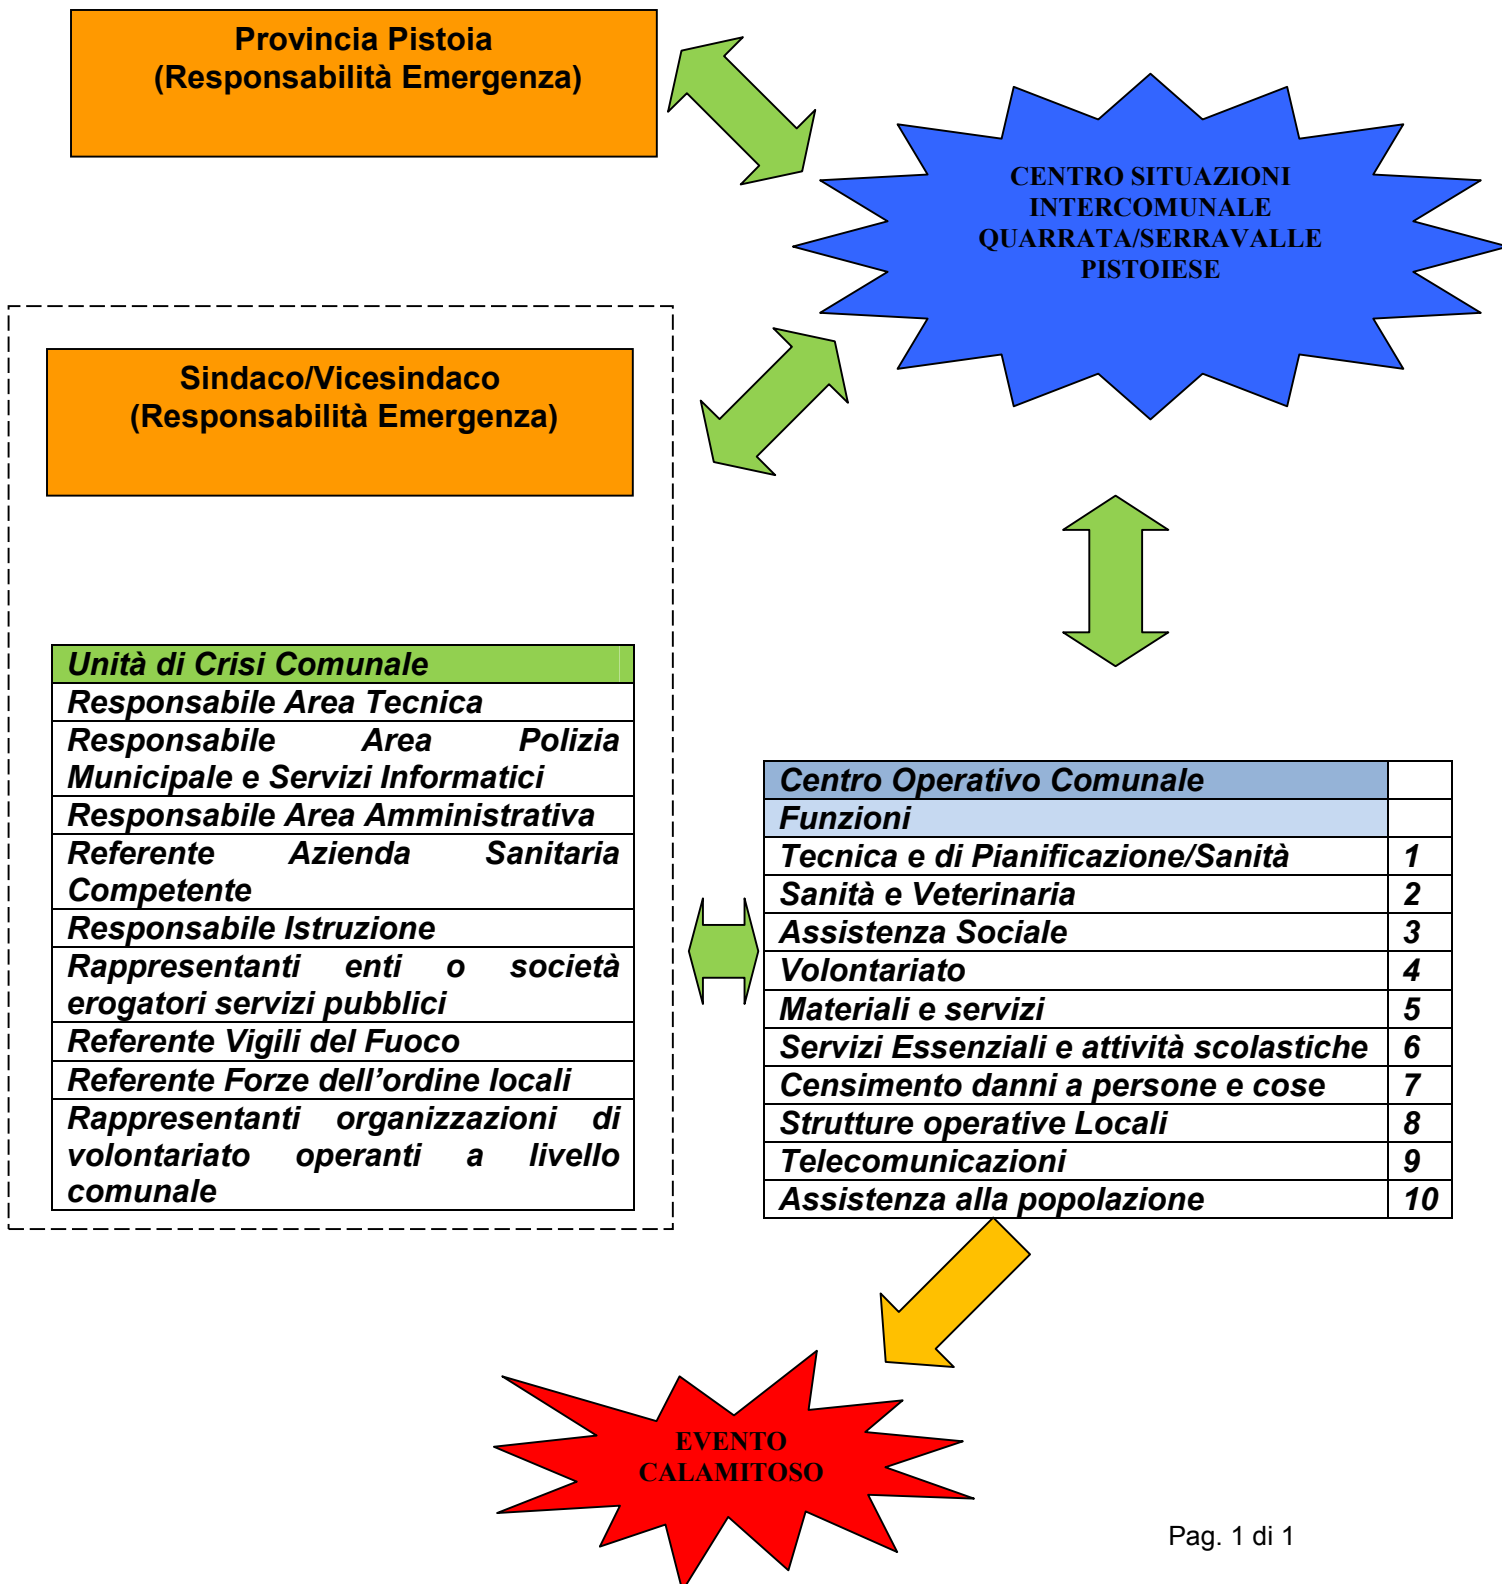 Provincia Pistoia
(Responsabilità Emergenza)
CENTRO SITUAZIONI
INTERCOMUNALE
QUARRATA/SERRAVALLE
PISTOIESE
Sindaco/Vicesindaco
(Responsabilità Emergenza)
Unità di Crisi Comunale
Responsabile Area Tecnica
Responsabile Area Polizia
Municipale e Servizi Informatici
Responsabile Area Amministrativa
Referente Azienda Sanitaria
Competente
Responsabile Istruzione
Rappresentanti enti o società
erogatori servizi pubblici
Referente Vigili del Fuoco
Referente Forze dell’ordine locali
Rappresentanti organizzazioni di
volontariato operanti a livello
comunale
Centro Operativo Comunale
Funzioni
Tecnica e di Pianificazione/Sanità 1
Sanità e Veterinaria 2
Assistenza Sociale 3
Volontariato 4
Materiali e servizi 5
Servizi Essenziali e attività scolastiche 6
Censimento danni a persone e cose 7
Strutture operative Locali 8
Telecomunicazioni 9
Assistenza alla popolazione 10
EVENTO
CALAMITOSO
Pag. 1 di 1